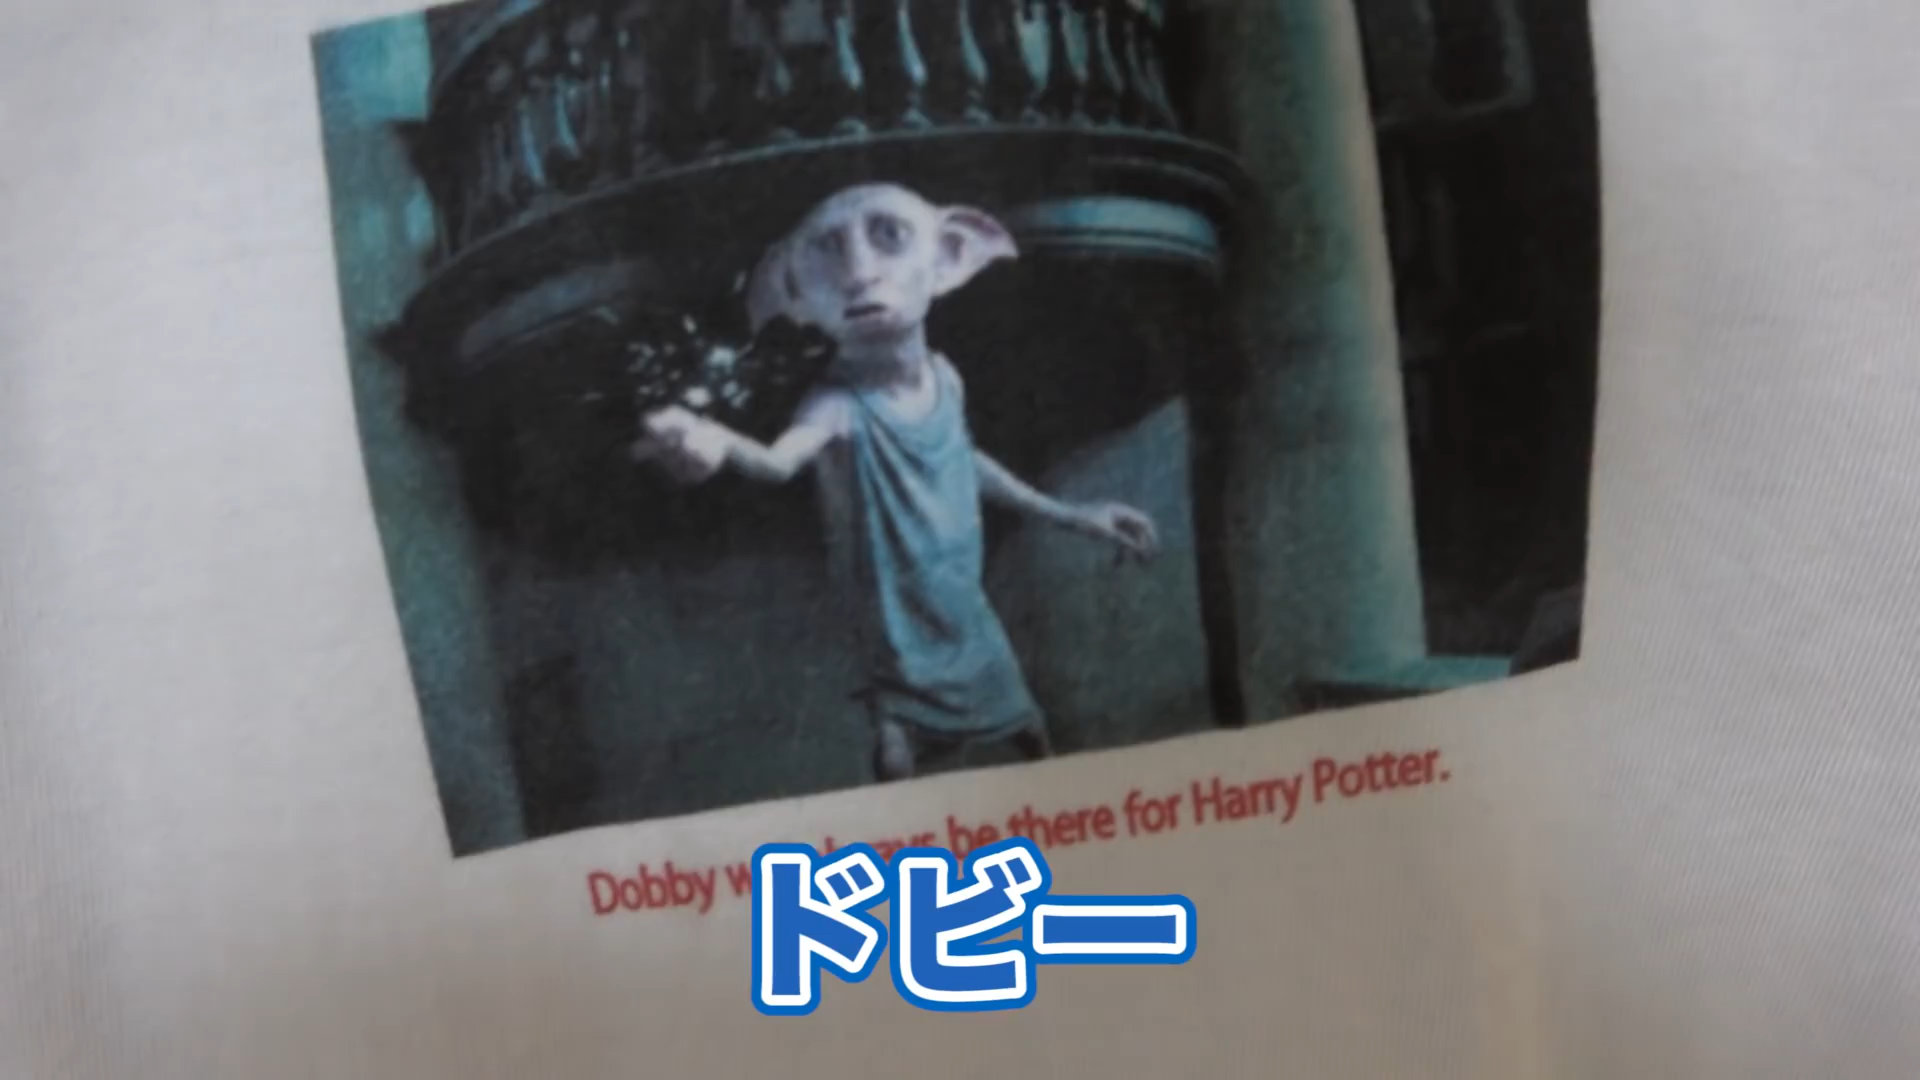 Dobby be there for Harry Potter.
ドビー